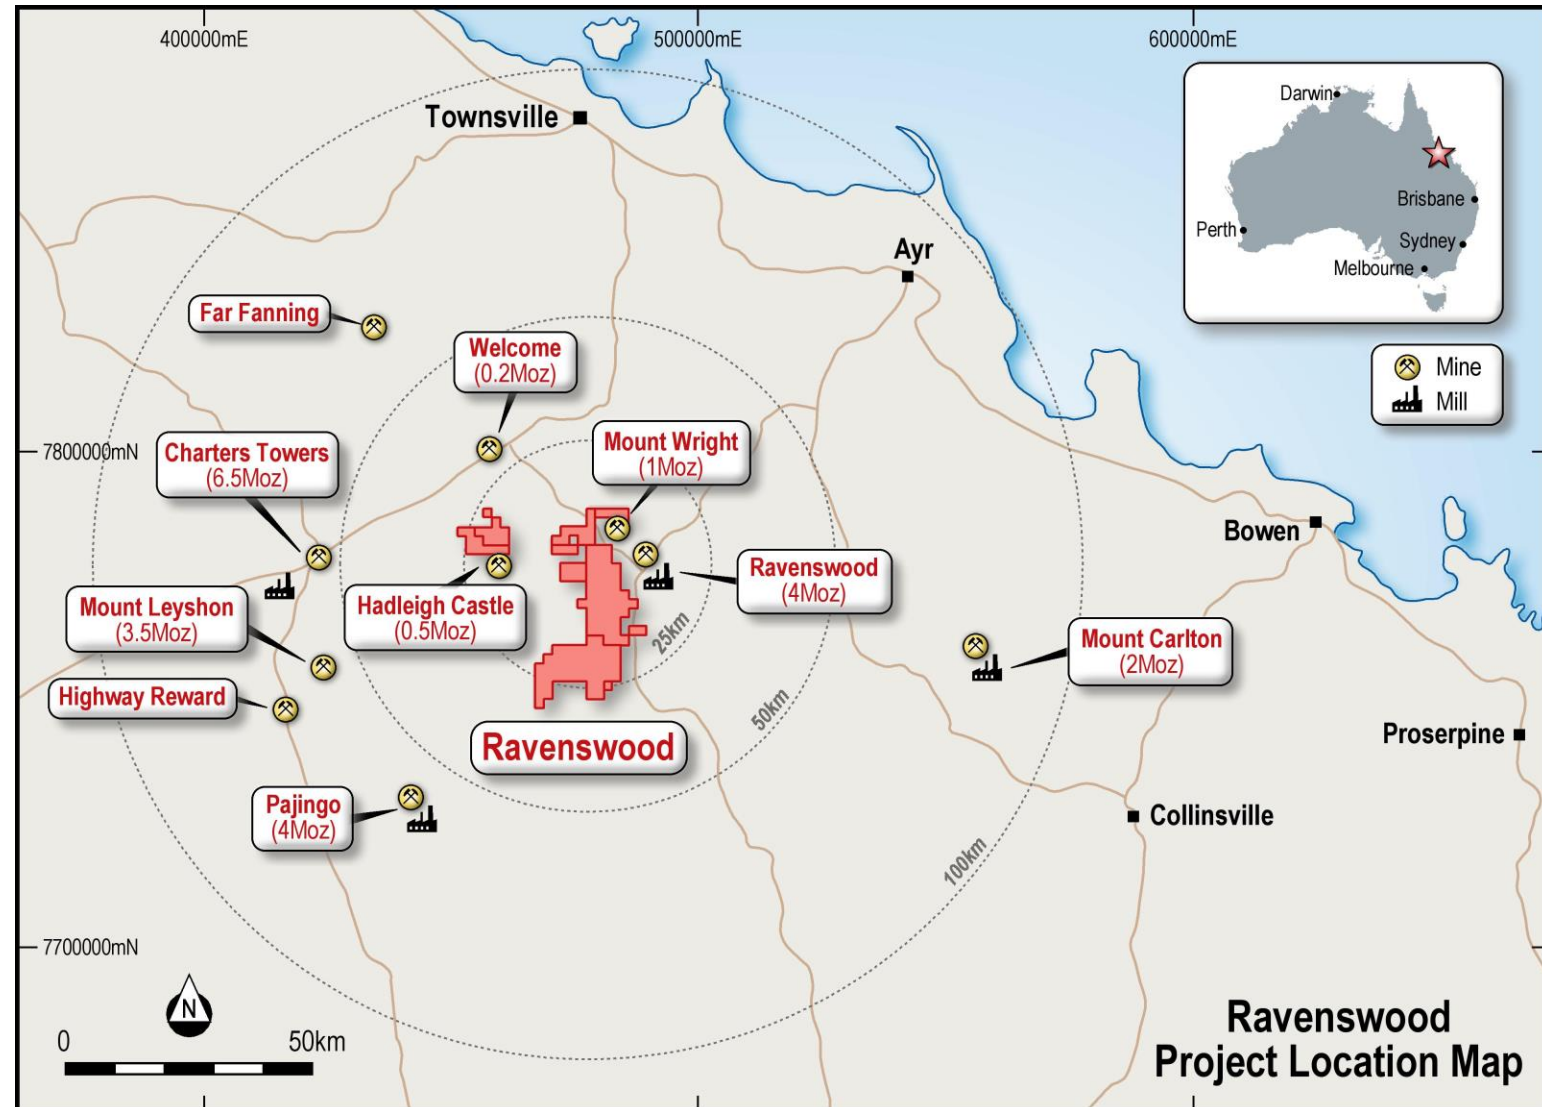 400000mE
500000mE
600000mE
Townsville
Darwin
Brisbane
Perth
Sydney
Melbourne
Ayr
Far Fanning
Welcome
(0.2Moz)
Mine
Mill
7800000mN
Charters Towers
(6.5Moz)
Mount Wright
(1Moz)
Bowen
Ravenswood
(4Moz)
Hadleigh Castle
(0.5Moz)
Mount Leyshon
(3.5Moz)
25km
Mount Carlton
(2Moz)
Highway Reward
50km
Ravenswood
Proserpine
Pajingo
(4Moz)
Collinsville
100km
7700000mN
N
0
50km
Ravenswood
Project Location Map